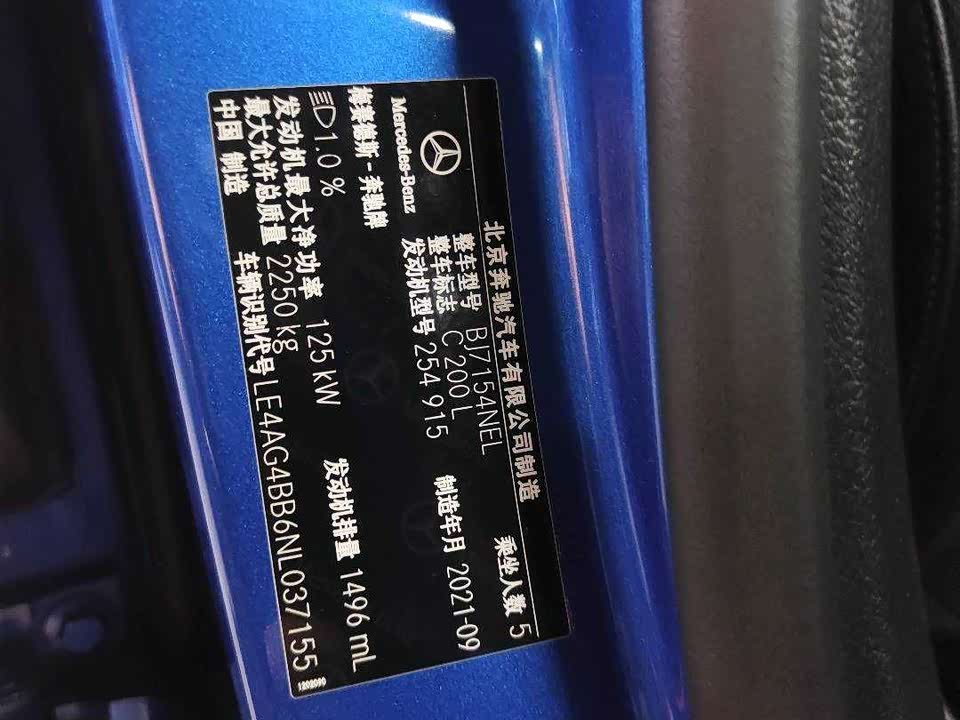 北京奔驰汽车有限公司制造
Mercedes-Benz
梅赛德斯-奔驰牌
整车型号 BJ7154NEL 乘坐人数 5
整车标志 C 200 L
发动机型号 254 915 制造年月 2021-09
1.0 %
发动机最大净功率 125 kW 发动机排量 1496 mL
最大允许总质量 2250 kg
中国 制造 车辆识别代号 LE4AG4BB6NL037155
1202090